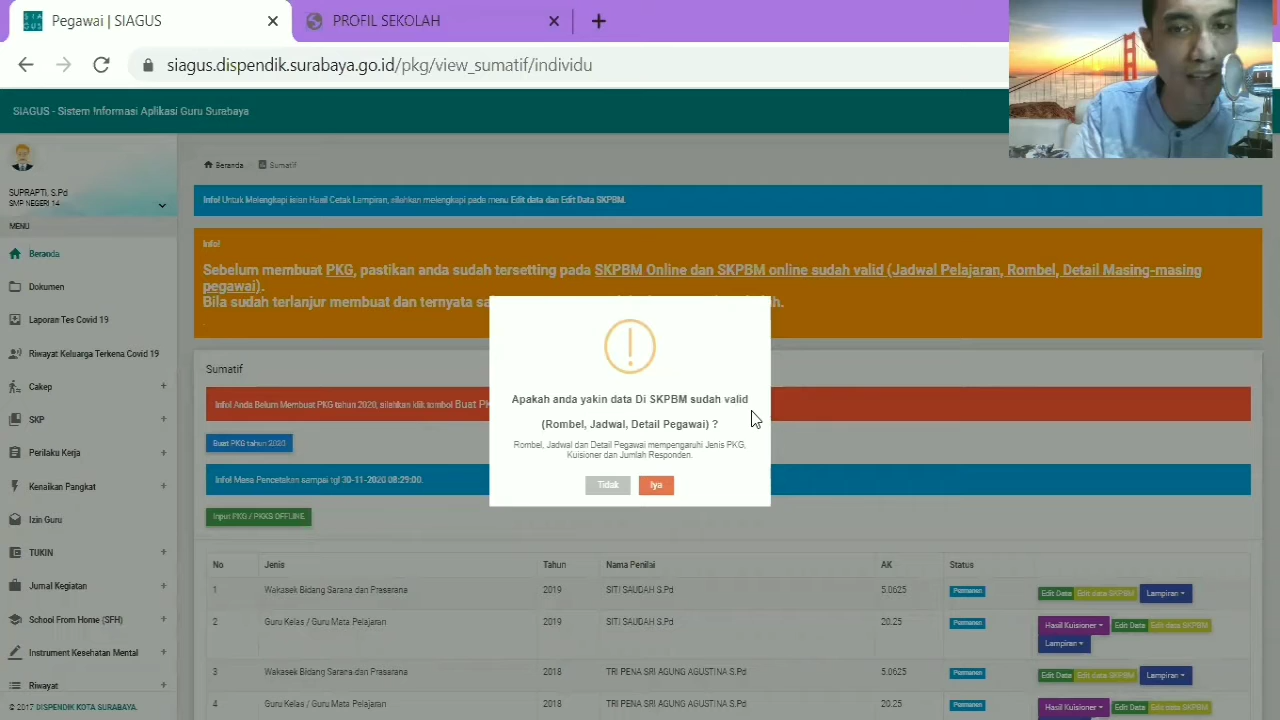 Pegawai | SIAGUS
PROFIL SEKOLAH
siagus.dispendik.surabaya.go.id/pkg/view_sumatif/individu
SIAGUS - Sistem Informasi Aplikasi Guru Surabaya
SUPRAPTI, S.Pd
SMP NEGERI 14
MENU
Beranda
Dokumen
Laporan Tes Covid 19
Riwayat Keluarga Terkena Covid 19
Cakep
SKP
Perilaku Kerja
Kenaikan Pangkat
Izin Guru
TUKIN
Jurnal Kegiatan
School From Home (SFH)
Instrument Kesehatan Mental
Riwayat
© 2017 DISPENDIK KOTA SURABAYA.
Beranda Sumatif
Info! Untuk Melengkapi isian Hasil Cetak Lampiran, silahkan melengkapi pada menu Edit data dan Edit Data SKPBM.
Info!
Sebelum membuat PKG, pastikan anda sudah tersetting pada SKPBM Online dan SKPBM online sudah valid (Jadwal Pelajaran, Rombel, Detail Masing-masing
pegawai).
Bila sudah terlanjur membuat dan ternyata
Sumatif
Info! Anda Belum Membuat PKG tahun 2020, silahkan klik tombol Buat
Buat PKG tahun 2020
Info! Masa Pencetakan sampai tgl 30-11-2020 08:29:00.
Input PKG / PKKS OFFLINE
Apakah anda yakin data Di SKPBM sudah valid
(Rombel, Jadwal, Detail Pegawai) ?
Rombel, Jadwal dan Detail Pegawai mempengaruhi Jenis PKG,
Kuisioner dan Jumlah Responden.
Tidak Iya
No Jenis Tahun Nama Penilai AK Status
1 Wakasek Bidang Sarana dan Prasarana 2019 SITI SAUDAH S.Pd 5.0625 Permanen Edit Data Edit data SKPBM Lampiran
2 Guru Kelas / Guru Mata Pelajaran 2019 SITI SAUDAH S.Pd 20.25 Permanen Hasil Kuisioner Edit Data Edit data SKPBM
Lampiran
3 Wakasek Bidang Sarana dan Prasarana 2018 TRI PENA SRI AGUNG AGUSTINA S.Pd 5.0625 Permanen Edit Data Edit data SKPBM Lampiran
4 Guru Kelas / Guru Mata Pelajaran 2018 TRI PENA SRI AGUNG AGUSTINA S.Pd 20.25 Permanen Hasil Kuisioner Edit Data Edit data SKPBM